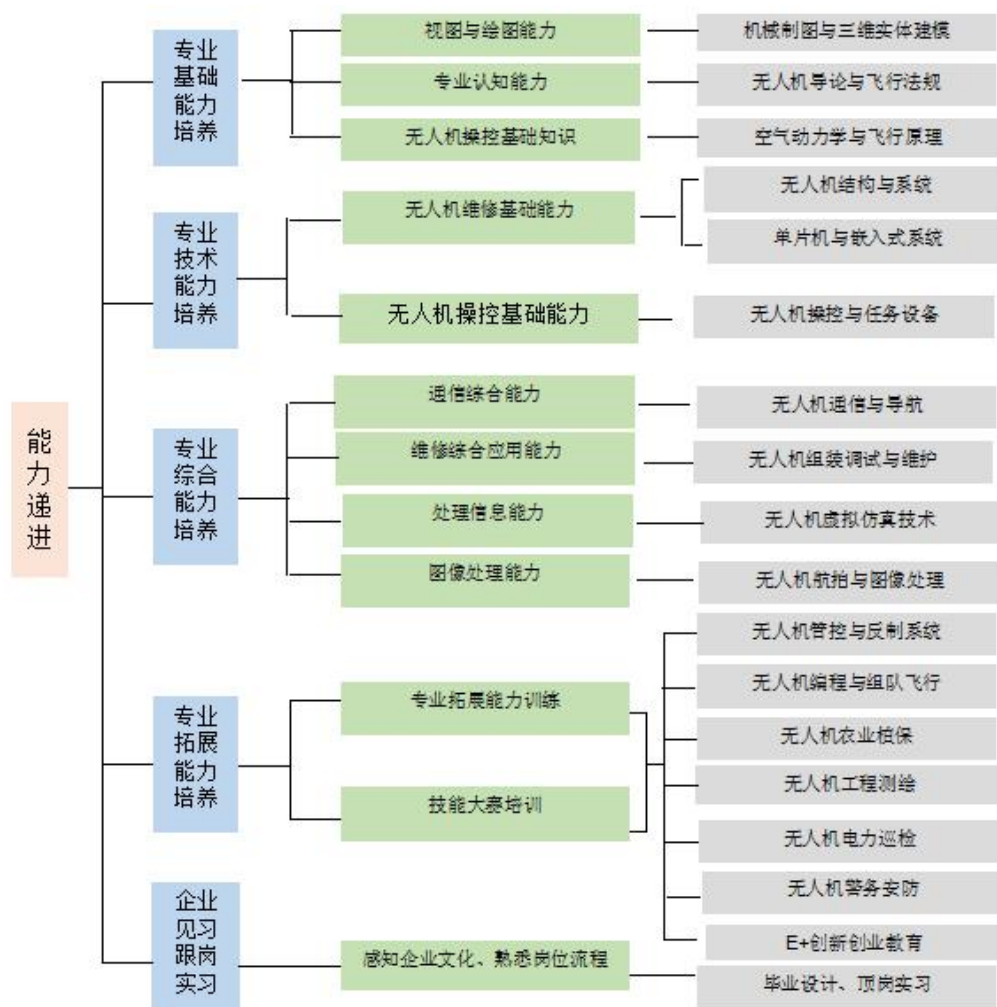 能力递进
专业基础能力培养
视图与绘图能力
机械制图与三维实体建模
专业认知能力
无人机导论与飞行法规
无人机操控基础知识
空气动力学与飞行原理
专业技术能力培养
无人机维修基础能力
无人机结构与系统
单片机与嵌入式系统
无人机操控基础能力
无人机操控与任务设备
专业综合能力培养
通信综合能力
无人机通信与导航
维修综合应用能力
无人机组装调试与维护
处理信息能力
无人机虚拟仿真技术
图像处理能力
无人机航拍与图像处理
专业拓展能力培养
专业拓展能力训练
技能大赛培训
无人机管控与反制系统
无人机编程与组队飞行
无人机农业植保
无人机工程测绘
无人机电力巡检
无人机警务安防
E+创新创业教育
企业见习跟岗实习
感知企业文化、熟悉岗位流程
毕业设计、顶岗实习